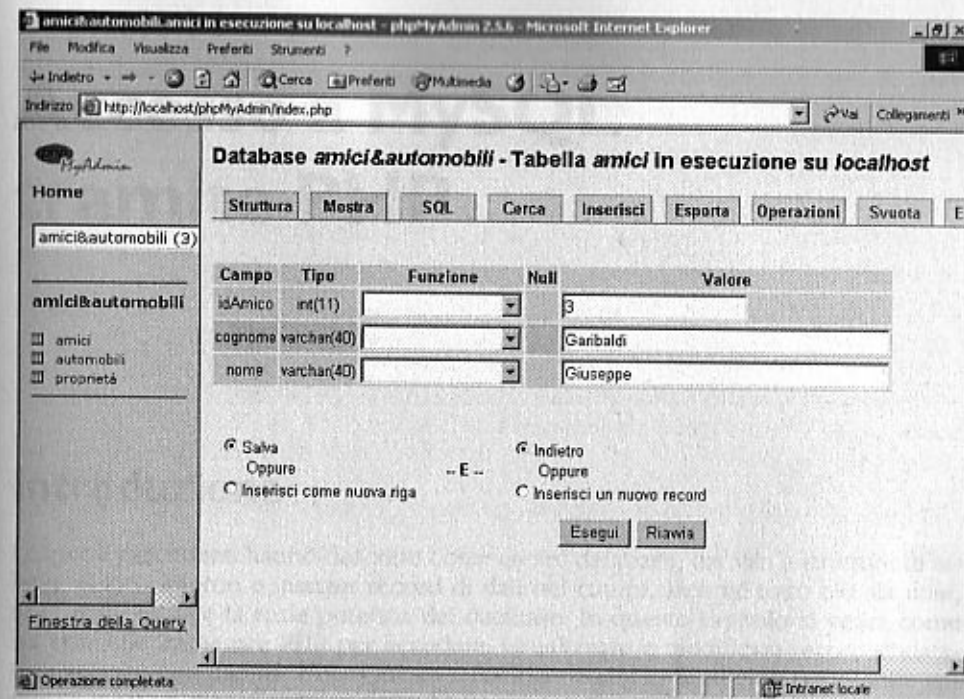 amici&automobili.amici in esecuzione su localhost - phpMyAdmin 2.5.6 - Microsoft Internet Explorer
File Modifica Visualizza Preferiti Strumenti ?
Indietro Cerca Preferiti Multimedia
Indirizzo http://localhost/phpMyAdmin/index.php Vai Collegamenti »
MyAdmin
Home
amici&automobili (3)
amici&automobili
amici
automobili
proprietà
Finestra della Query
Database amici&automobili - Tabella amici in esecuzione su localhost
Struttura Mostra SQL Cerca Inserisci Esporta Operazioni Svuota E
Campo Tipo Funzione Null Valore
idAmico int(11) 3
cognome varchar(40) Garibaldi
nome varchar(40) Giuseppe
Salva
Oppure
Inserisci come nuova riga
-- E --
Indietro
Oppure
Inserisci un nuovo record
Esegui Riavvia
Operazione completata Intranet locale